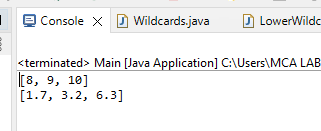 Console Wildcards.java LowerWildc
<terminated> Main [Java Application] C:\Users\MCA LAB
[8, 9, 10]
[1.7, 3.2, 6.3]